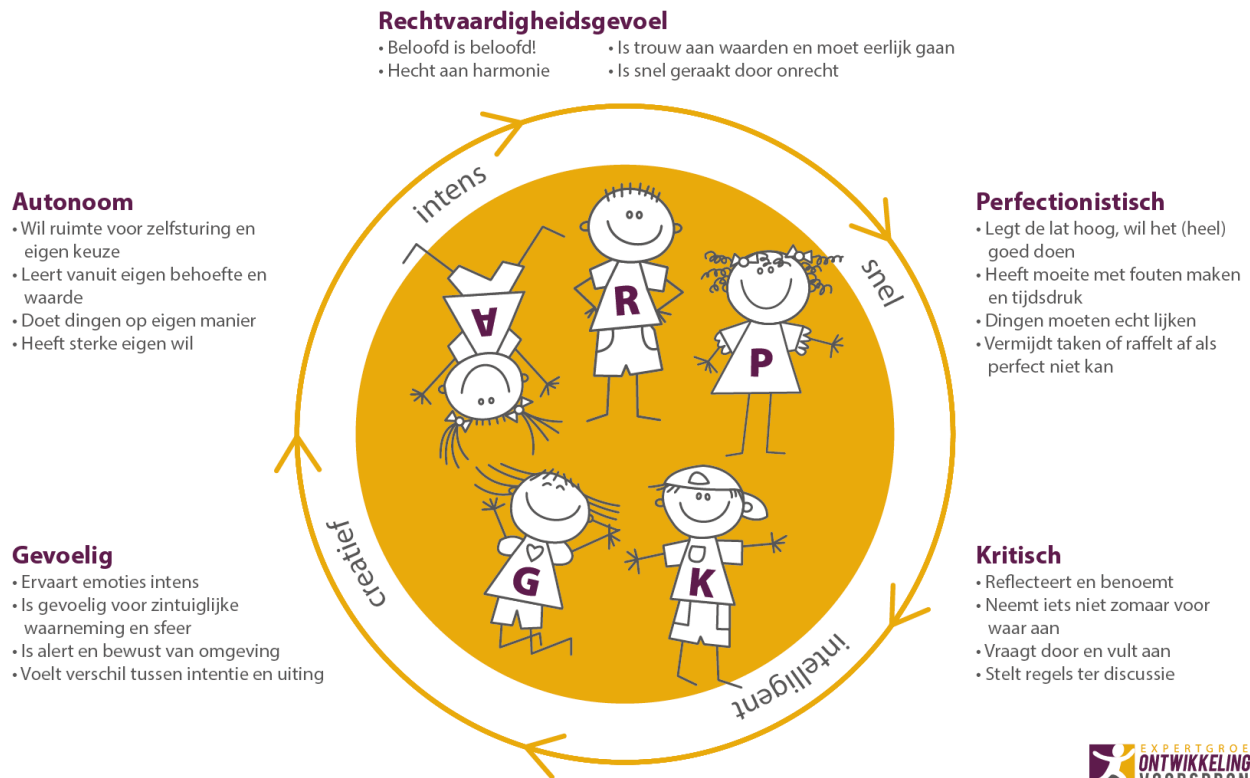 Rechtvaardigheidsgevoel
• Beloofd is beloofd!
• Hecht aan harmonie
• Is trouw aan waarden en moet eerlijk gaan
• Is snel geraakt door onrecht
Autonoom
• Wil ruimte voor zelfsturing en
eigen keuze
• Leert vanuit eigen behoefte en
waarde
• Doet dingen op eigen manier
• Heeft sterke eigen wil
Perfectionistisch
• Legt de lat hoog, wil het (heel)
goed doen
• Heeft moeite met fouten maken
en tijdsdruk
• Dingen moeten echt lijken
• Vermijdt taken of raffelt af als
perfect niet kan
intens
snel
A
R
P
G
K
creatief
intelligent
Gevoelig
• Ervaart emoties intens
• Is gevoelig voor zintuiglijke
waarneming en sfeer
• Is alert en bewust van omgeving
• Voelt verschil tussen intentie en uiting
Kritisch
• Reflecteert en benoemt
• Neemt iets niet zomaar voor
waar aan
• Vraagt door en vult aan
• Stelt regels ter discussie
EXPERTGROE
ONTWIKKELING